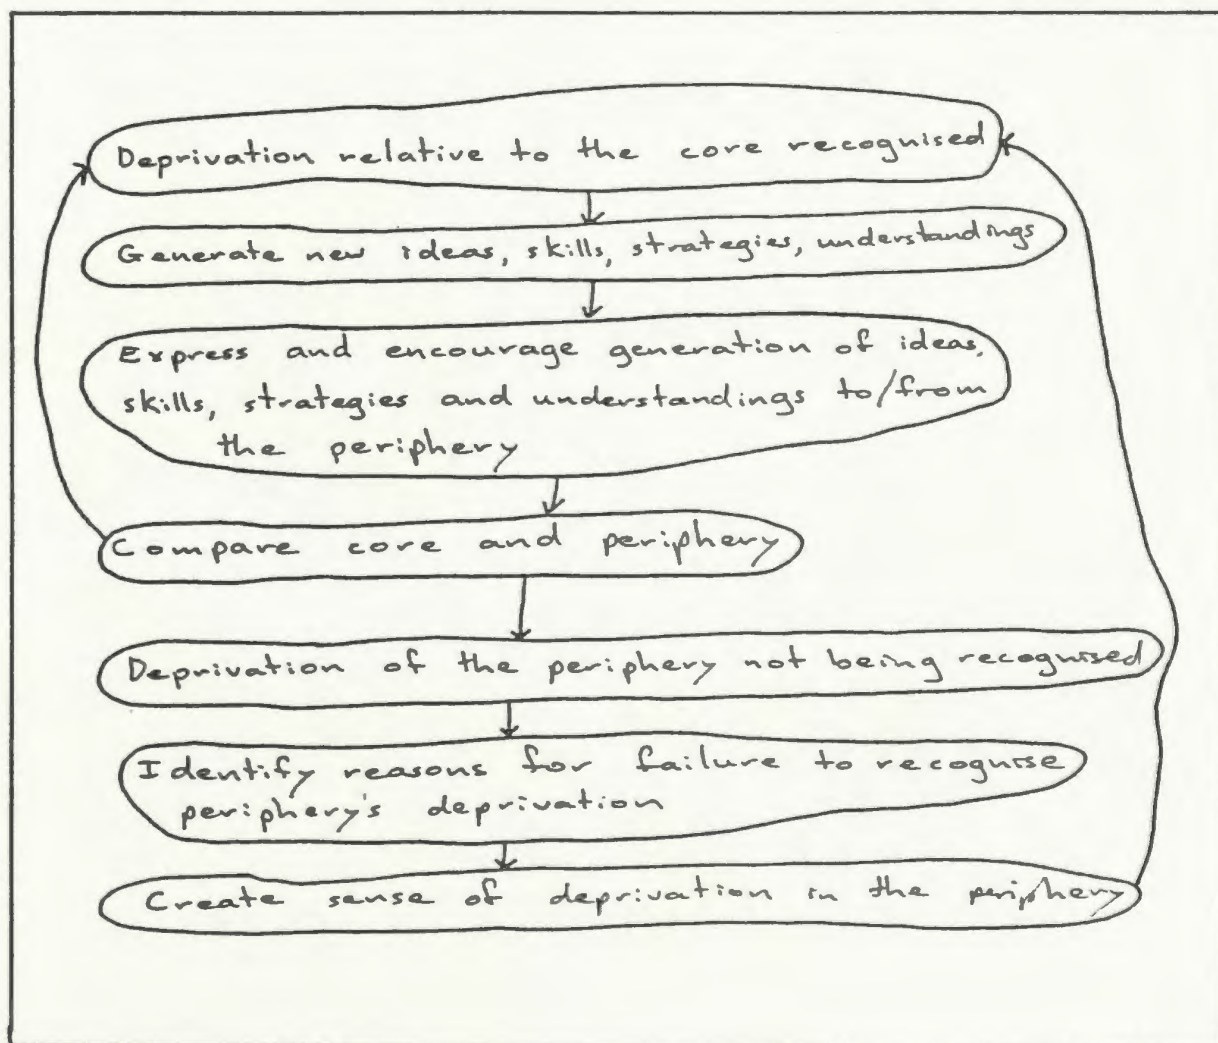 Deprivation relative to the core recognised
Generate new ideas, skills, strategies, understandings
Express and encourage generation of ideas,
skills, strategies and understandings to/from
the periphery
Compare core and periphery
Deprivation of the periphery not being recognised
Identify reasons for failure to recognise
periphery's deprivation
Create sense of deprivation in the periphery